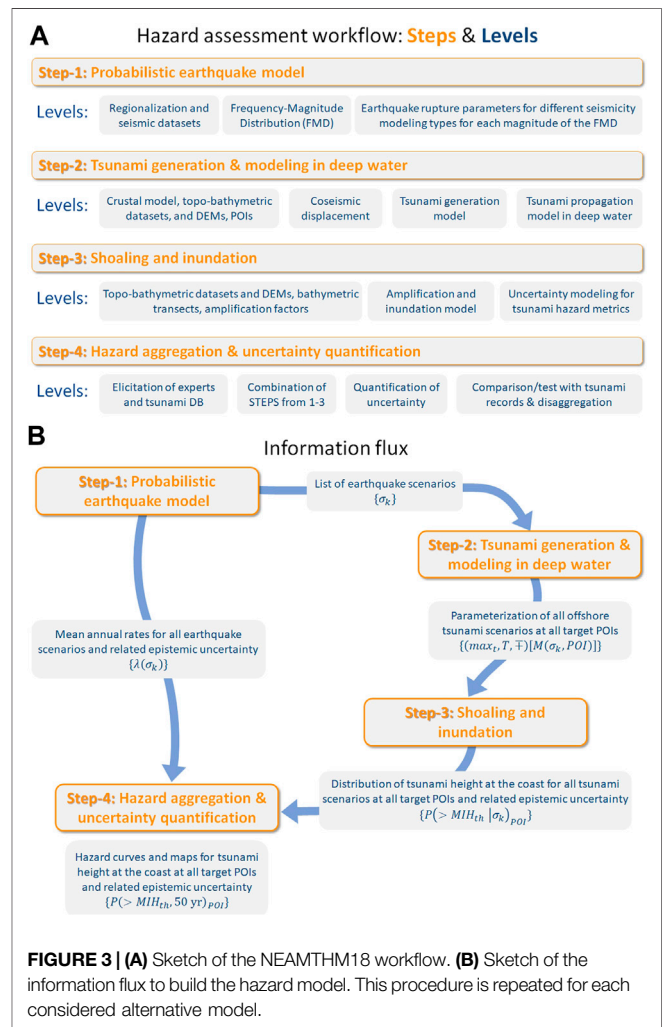 A
Hazard assessment workflow: Steps & Levels
Step-1: Probabilistic earthquake model
Levels:
Regionalization and
seismic datasets
Frequency-Magnitude
Distribution (FMD)
Earthquake rupture parameters for different seismicity
modeling types for each magnitude of the FMD
Step-2: Tsunami generation & modeling in deep water
Levels:
Crustal model, topo-bathymetric
datasets, and DEMs, POIs
Coseismic
displacement
Tsunami generation
model
Tsunami propagation
model in deep water
Step-3: Shoaling and inundation
Levels:
Topo-bathymetric datasets and DEMs, bathymetric
transects, amplification factors
Amplification and
inundation model
Uncertainty modeling for
tsunami hazard metrics
Step-4: Hazard aggregation & uncertainty quantification
Levels:
Elicitation of experts
and tsunami DB
Combination of
STEPS from 1-3
Quantification of
uncertainty
Comparison/test with tsunami
records & disaggregation
B
Information flux
Step-1: Probabilistic
earthquake model
List of earthquake scenarios
{σ_k}
Step-2: Tsunami generation &
modeling in deep water
Mean annual rates for all earthquake
scenarios and related epistemic uncertainty
{λ(σ_k)}
Parameterization of all offshore
tsunami scenarios at all target POIs
{(max_t, T, ∓)[M(σ_k, POI)]}
Step-3: Shoaling and
inundation
Distribution of tsunami height at the coast for all tsunami
scenarios at all target POIs and related epistemic uncertainty
{P(> MIH_th |σ_k)_POI}
Step-4: Hazard aggregation &
uncertainty quantification
Hazard curves and maps for tsunami
height at the coast at all target POIs
and related epistemic uncertainty
{P(> MIH_th, 50 yr)_POI}
FIGURE 3 | (A) Sketch of the NEAMTHM18 workflow. (B) Sketch of the
information flux to build the hazard model. This procedure is repeated for each
considered alternative model.